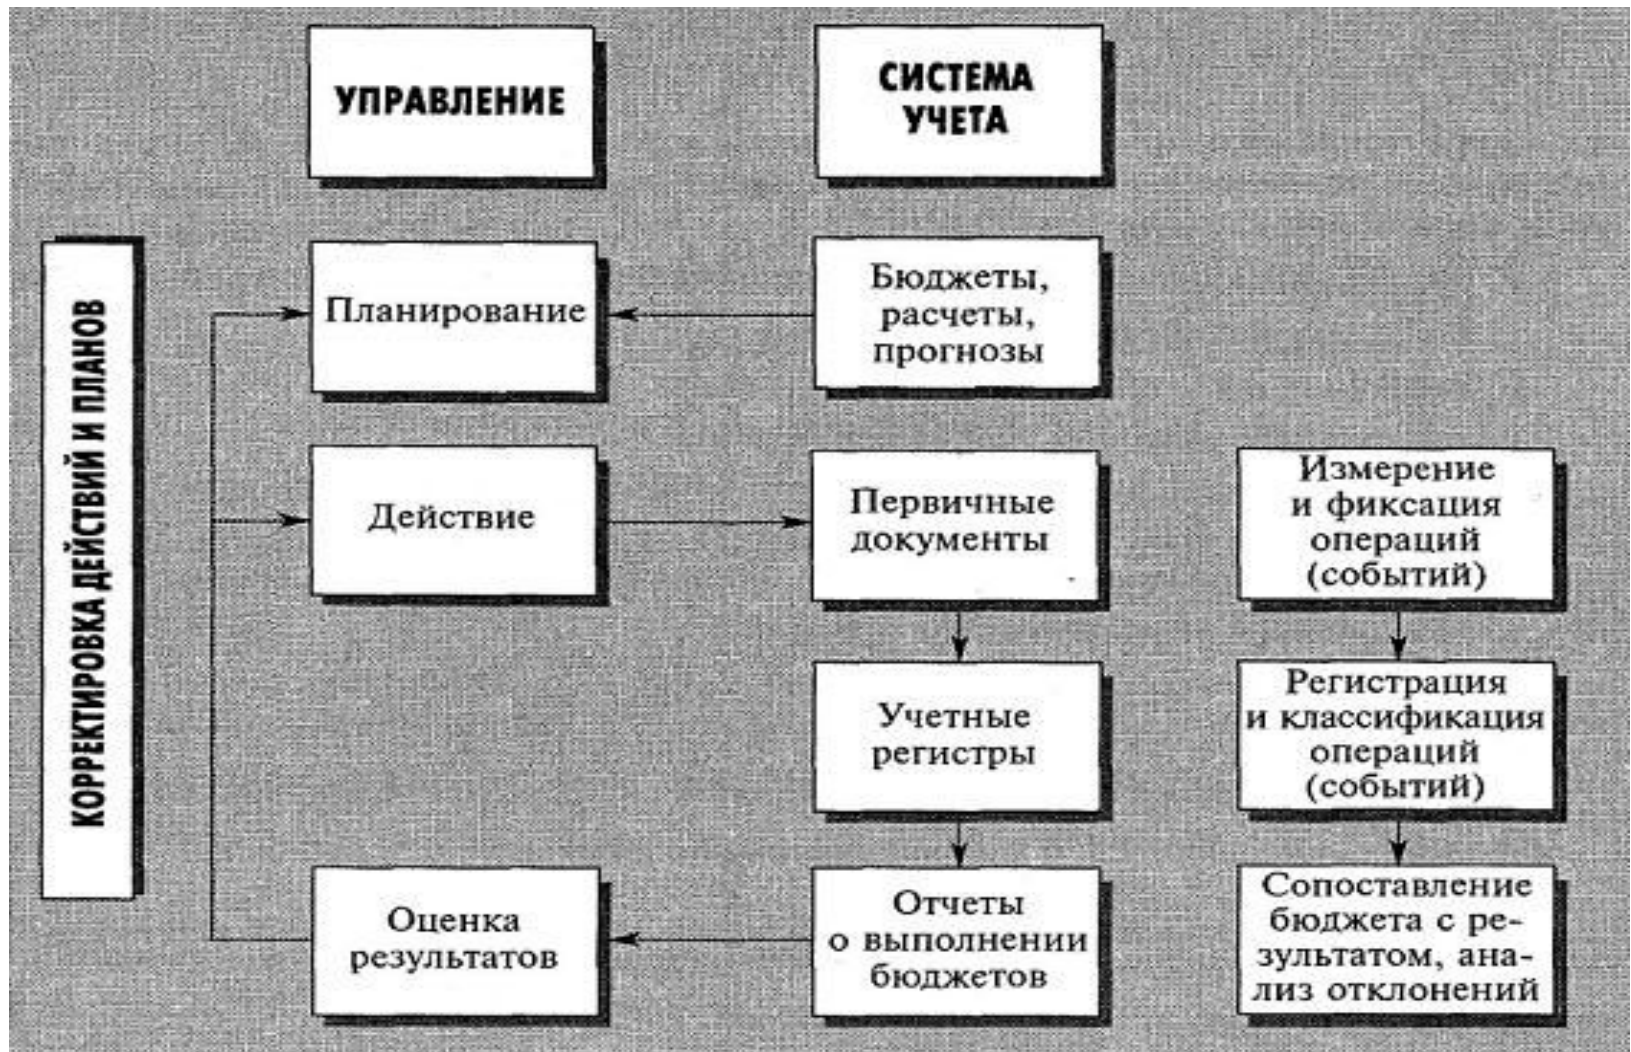 УПРАВЛЕНИЕ
СИСТЕМА
УЧЕТА
КОРРЕКТИРОВКА ДЕЙСТВИЙ И ПЛАНОВ
Планирование
Бюджеты,
расчеты,
прогнозы
Действие
Первичные
документы
Измерение
и фиксация
операций
(событий)
Учетные
регистры
Регистрация
и классификация
операций
(событий)
Оценка
результатов
Отчеты
о выполнении
бюджетов
Сопоставление
бюджета с ре-
зультатом, ана-
лиз отклонений